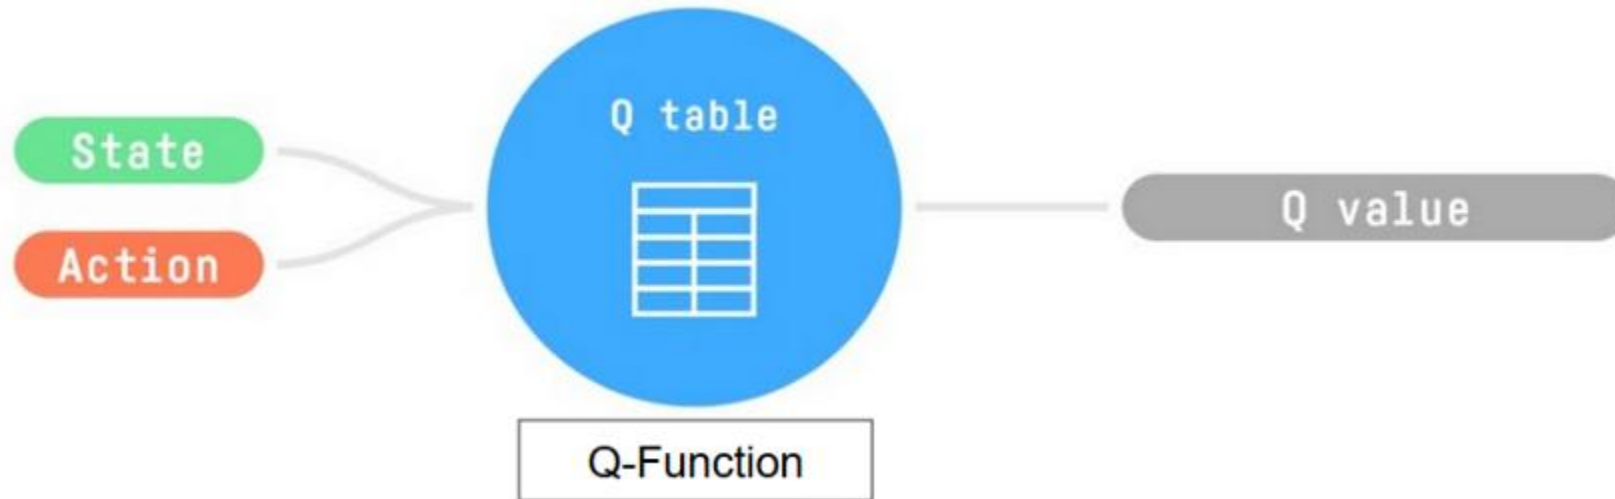 State
Action
Q table
Q value
Q-Function